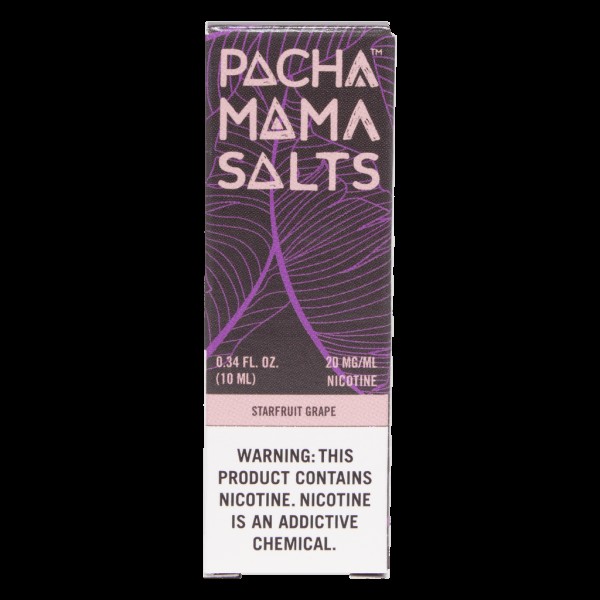 PACHA™
MAMA
SALTS
0.34 FL. OZ.
(10 ML)
20 MG/ML
NICOTINE
STARFRUIT GRAPE
WARNING: THIS
PRODUCT CONTAINS
NICOTINE. NICOTINE
IS AN ADDICTIVE
CHEMICAL.